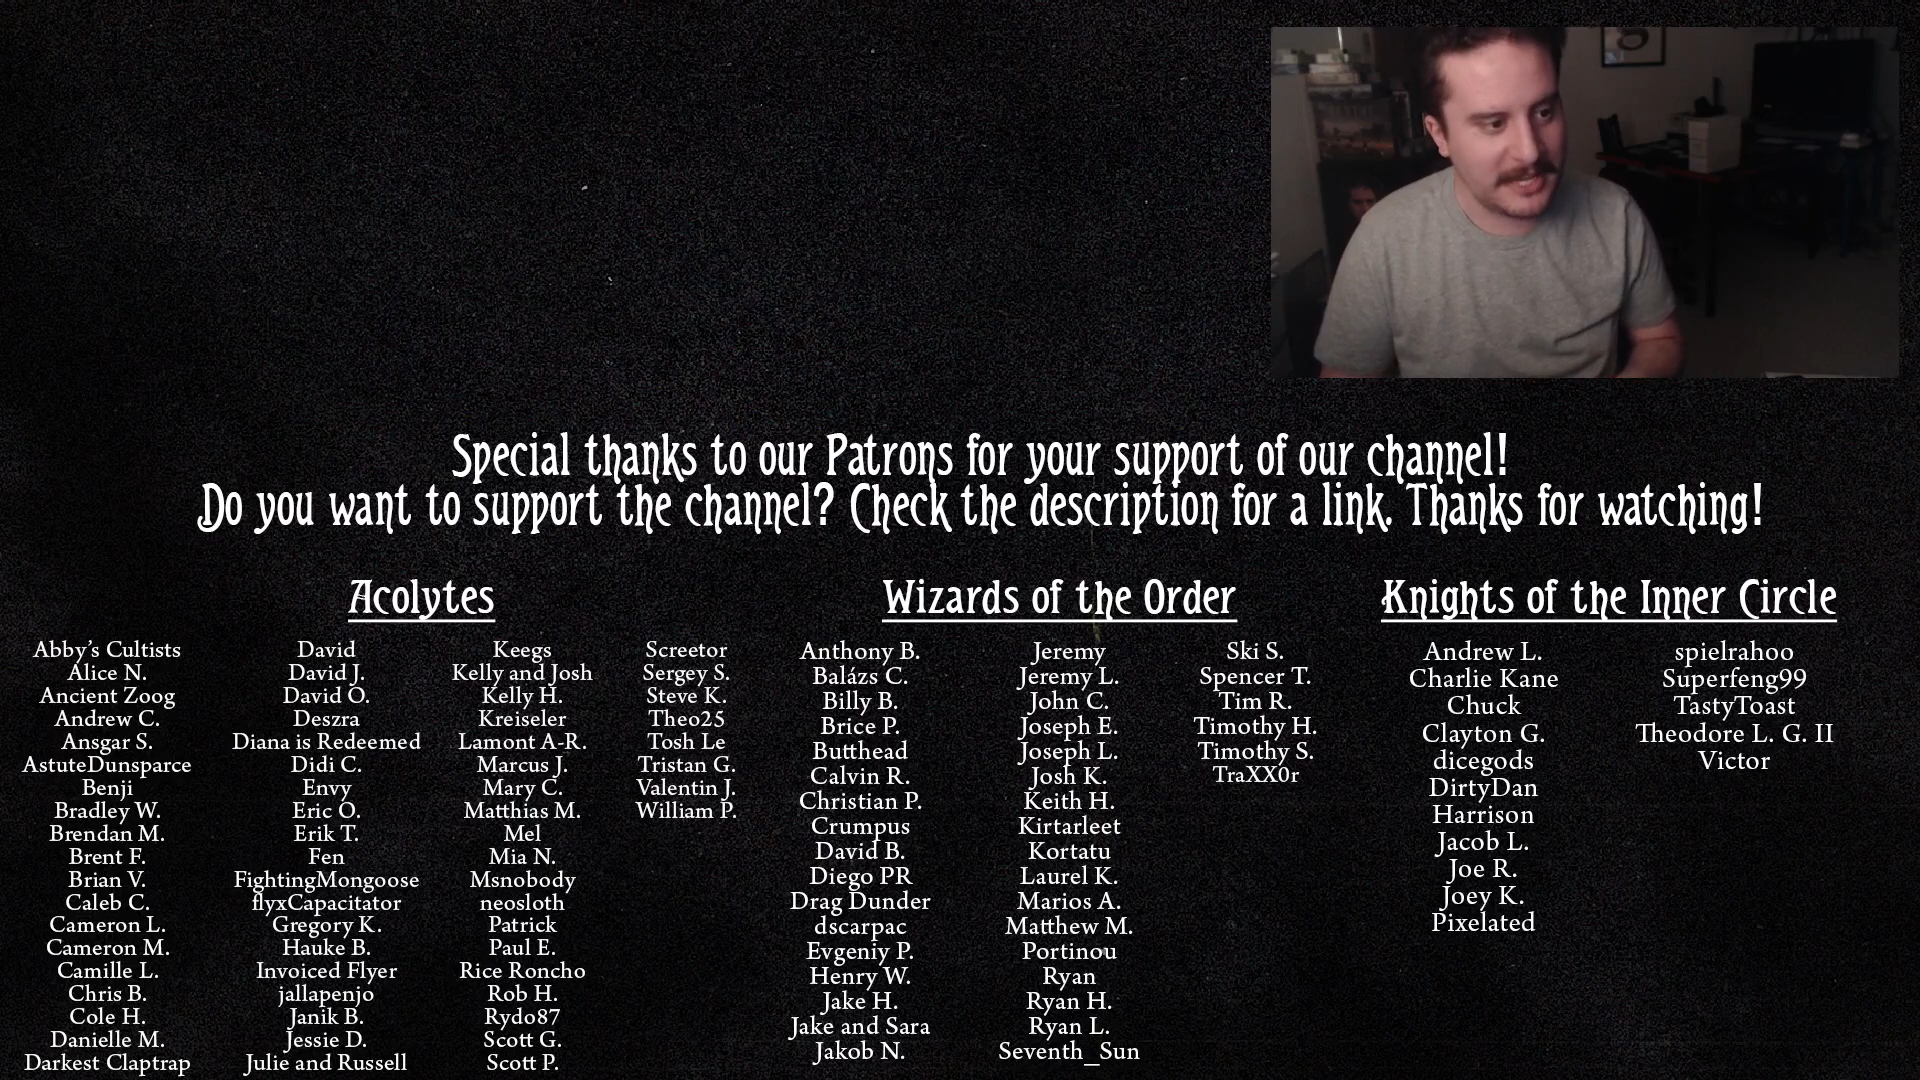 Special thanks to our Patrons for your support of our channel!
Do you want to support the channel? Check the description for a link. Thanks for watching!
Acolytes
Abby's Cultists
Alice N.
Ancient Zoog
Andrew C.
Ansgar S.
AstuteDunsparce
Benji
Bradley W.
Brendan M.
Brent F.
Brian V.
Caleb C.
Cameron L.
Cameron M.
Camille L.
Chris B.
Cole H.
Danielle M.
Darkest Claptrap
David
David J.
David O.
Deszra
Diana is Redeemed
Didi C.
Envy
Eric O.
Erik T.
Fen
FightingMongoose
flyxCapacitator
Gregory K.
Hauke B.
Invoiced Flyer
jallapenjo
Janik B.
Jessie D.
Julie and Russell
Keegs
Kelly and Josh
Kelly H.
Kreiseler
Lamont A-R.
Marcus J.
Mary C.
Matthias M.
Mel
Mia N.
Msnobody
neosloth
Patrick
Paul E.
Rice Roncho
Rob H.
Rydo87
Scott G.
Scott P.
Screetor
Sergey S.
Steve K.
Theo25
Tosh Le
Tristan G.
Valentin J.
William P.
Wizards of the Order
Anthony B.
Balázs C.
Billy B.
Brice P.
Butthead
Calvin R.
Christian P.
Crumpus
David B.
Diego PR
Drag Dunder
dscarpac
Evgeniy P.
Henry W.
Jake H.
Jake and Sara
Jakob N.
Jeremy
Jeremy L.
John C.
Joseph E.
Joseph L.
Josh K.
Keith H.
Kirtarleet
Kortatu
Laurel K.
Marios A.
Matthew M.
Portinou
Ryan
Ryan H.
Ryan L.
Seventh_Sun
Ski S.
Spencer T.
Tim R.
Timothy H.
Timothy S.
TraXX0r
Knights of the Inner Circle
Andrew L.
Charlie Kane
Chuck
Clayton G.
dicegods
DirtyDan
Harrison
Jacob L.
Joe R.
Joey K.
Pixelated
spielrahoo
Superfeng99
TastyToast
Theodore L. G. II
Victor